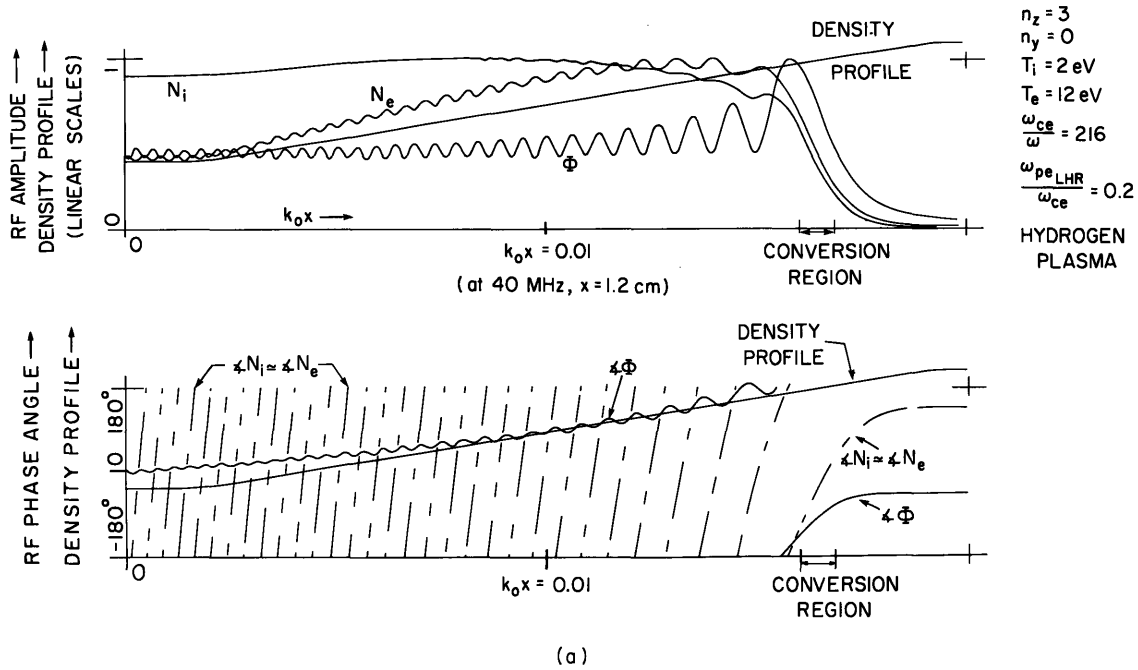 RF AMPLITUDE →
DENSITY PROFILE →
(LINEAR SCALES)
1
0
N_i
N_e
Φ
DENSITY
PROFILE
k_o x →
0
k_o x = 0.01
(at 40 MHz, x = 1.2 cm)
CONVERSION
REGION
n_z = 3
n_y = 0
T_i = 2 eV
T_e = 12 eV
ω_ce/ω = 216
ω_pe_LHR/ω_ce = 0.2
HYDROGEN
PLASMA
RF PHASE ANGLE →
DENSITY PROFILE →
180°
0
-180°
∡N_i ≃ ∡N_e
∡Φ
DENSITY
PROFILE
∡N_i ≃ ∡N_e
∡Φ
0
k_o x = 0.01
CONVERSION
REGION
(a)